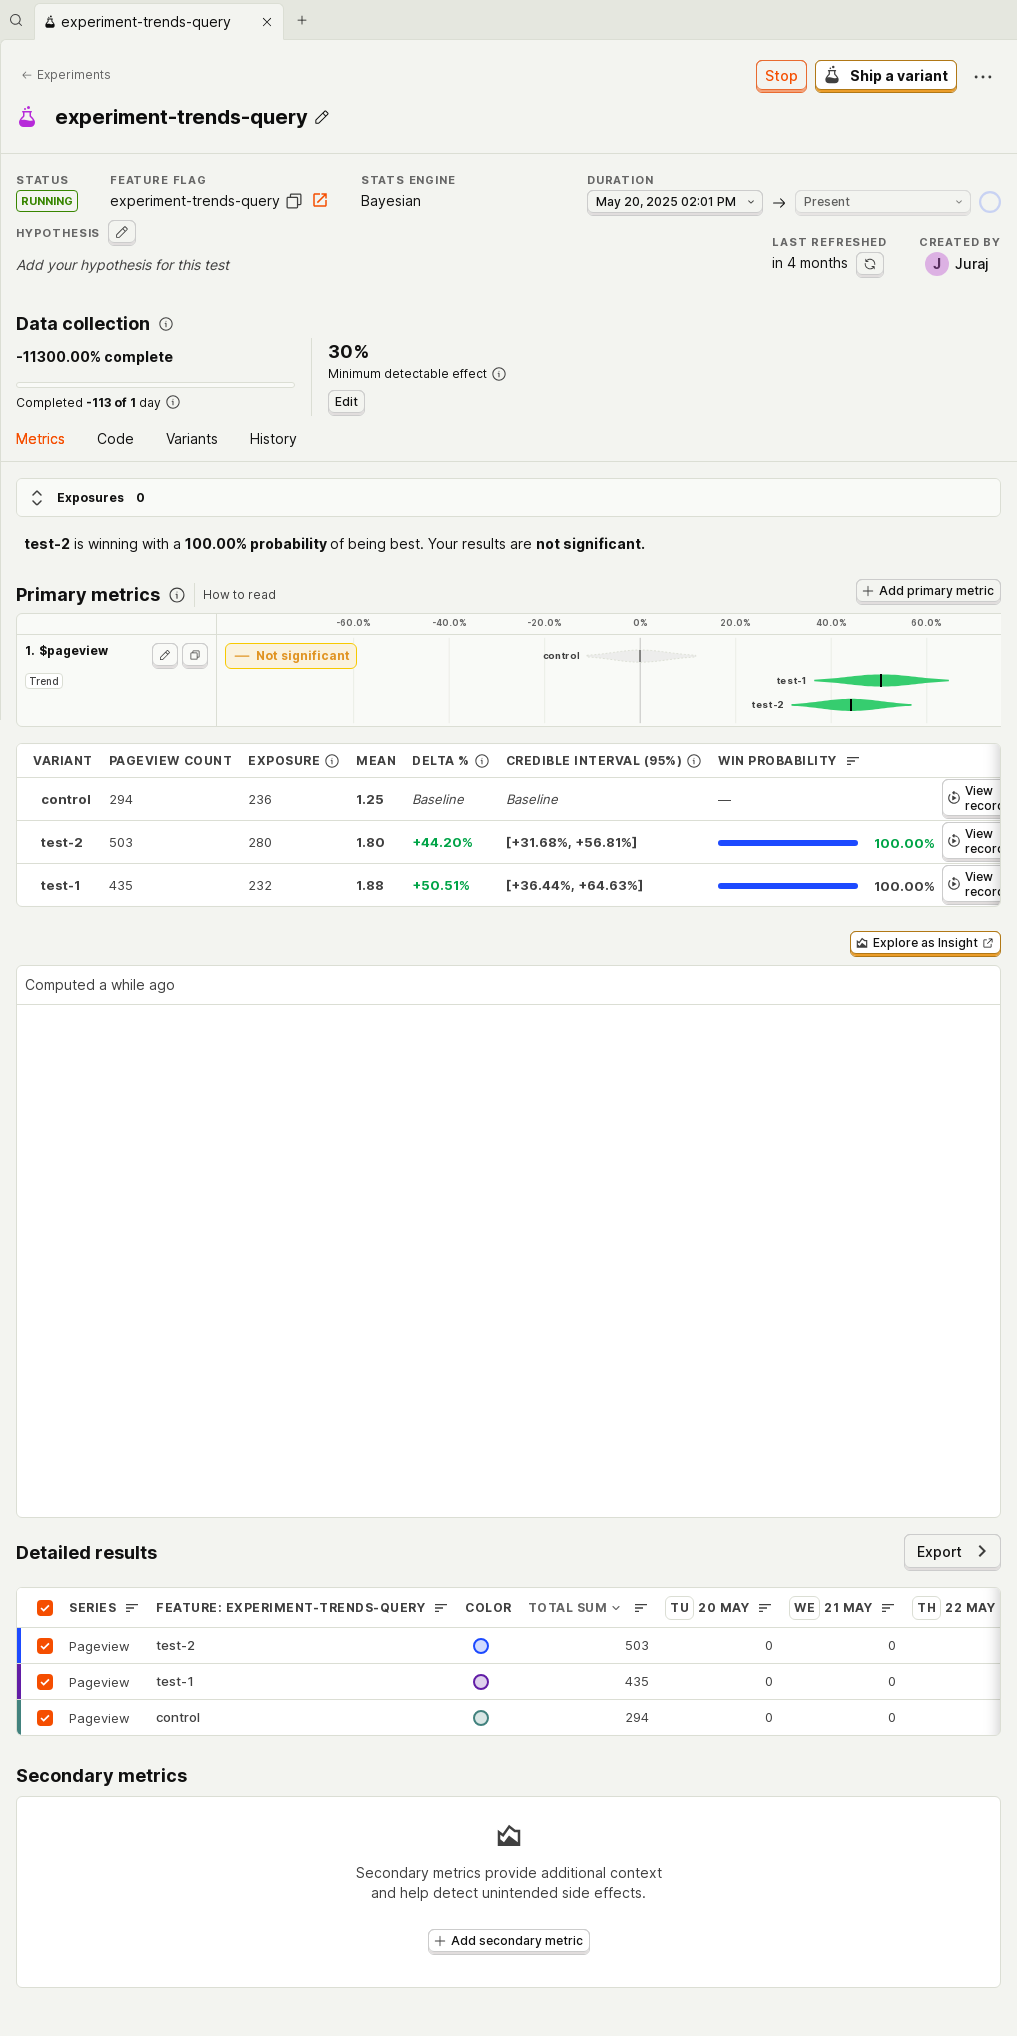 experiment-trends-query
Experiments
Stop
Ship a variant
experiment-trends-query
STATUS
FEATURE FLAG
STATS ENGINE
DURATION
RUNNING
experiment-trends-query
Bayesian
May 20, 2025 02:01 PM
Present
HYPOTHESIS
Add your hypothesis for this test
LAST REFRESHED
CREATED BY
in 4 months
J
Juraj
Data collection
-11300.00% complete
Completed -113 of 1 day
30%
Minimum detectable effect
Edit
Metrics
Code
Variants
History
Exposures 0
test-2 is winning with a 100.00% probability of being best. Your results are not significant.
Primary metrics
How to read
Add primary metric
-60.0% -40.0% -20.0% 0% 20.0% 40.0% 60.0%
1. $pageview
Trend
Not significant
control
test-1
test-2
VARIANT PAGEVIEW COUNT EXPOSURE MEAN DELTA % CREDIBLE INTERVAL (95%) WIN PROBABILITY
control 294 236 1.25 Baseline Baseline — View recor
test-2 503 280 1.80 +44.20% [+31.68%, +56.81%] 100.00% View recor
test-1 435 232 1.88 +50.51% [+36.44%, +64.63%] 100.00% View recor
Explore as Insight
Computed a while ago
Detailed results
Export
SERIES FEATURE: EXPERIMENT-TRENDS-QUERY COLOR TOTAL SUM TU 20 MAY WE 21 MAY TH 22 MAY
Pageview test-2 503 0 0
Pageview test-1 435 0 0
Pageview control 294 0 0
Secondary metrics
Secondary metrics provide additional context
and help detect unintended side effects.
Add secondary metric